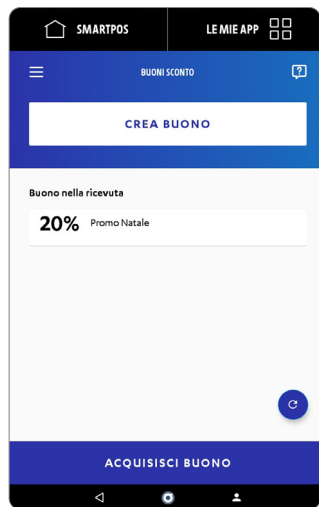 SMARTPOS
LE MIE APP
BUONI SCONTO
CREA BUONO
Buono nella ricevuta
20% Promo Natale
ACQUISISCI BUONO